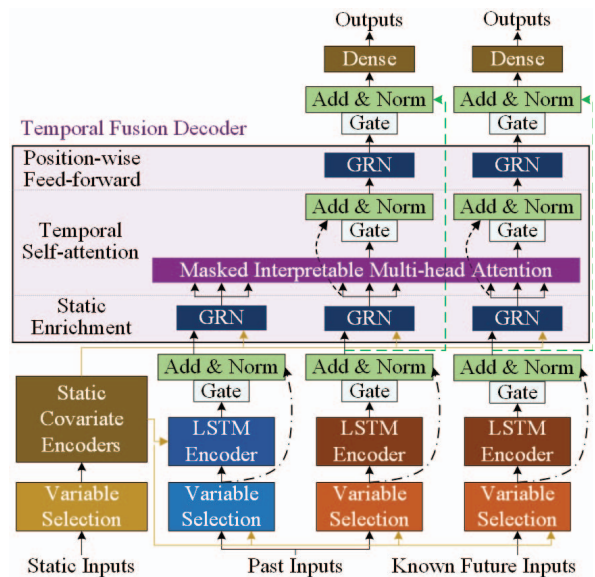 Outputs
Outputs
Dense
Dense
Add & Norm
Add & Norm
Gate
Gate
Temporal Fusion Decoder
Position-wise
Feed-forward
GRN
GRN
Add & Norm
Add & Norm
Gate
Gate
Temporal
Self-attention
Masked Interpretable Multi-head Attention
Static
Enrichment
GRN
GRN
GRN
Add & Norm
Add & Norm
Add & Norm
Gate
Gate
Gate
Static
Covariate
Encoders
LSTM
Encoder
LSTM
Encoder
LSTM
Encoder
Variable
Selection
Variable
Selection
Variable
Selection
Variable
Selection
Static Inputs
Past Inputs
Known Future Inputs